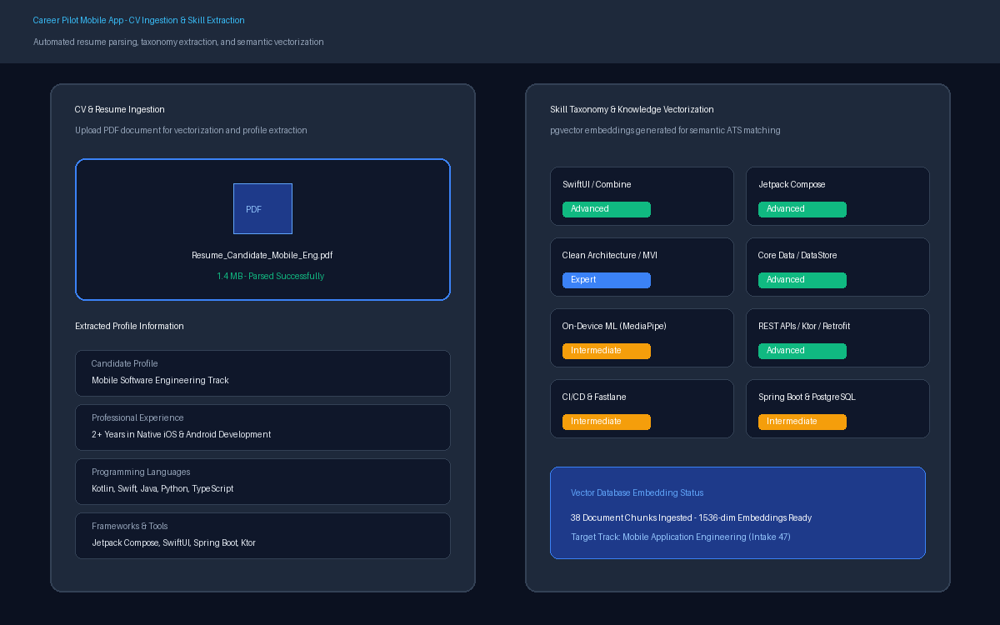 Career Pilot Mobile App - CV Ingestion & Skill Extraction
Automated resume parsing, taxonomy extraction, and semantic vectorization
CV & Resume Ingestion
Upload PDF document for vectorization and profile extraction
PDF
Resume_Candidate_Mobile_Eng.pdf
1.4 MB - Parsed Successfully
Extracted Profile Information
Candidate Profile
Mobile Software Engineering Track
Professional Experience
2+ Years in Native iOS & Android Development
Programming Languages
Kotlin, Swift, Java, Python, TypeScript
Frameworks & Tools
Jetpack Compose, SwiftUI, Spring Boot, Ktor
Skill Taxonomy & Knowledge Vectorization
pgvector embeddings generated for semantic ATS matching
SwiftUI / Combine
Advanced
Jetpack Compose
Advanced
Clean Architecture / MVI
Expert
Core Data / DataStore
Advanced
On-Device ML (MediaPipe)
Intermediate
REST APIs / Ktor / Retrofit
Advanced
CI/CD & Fastlane
Intermediate
Spring Boot & PostgreSQL
Intermediate
Vector Database Embedding Status
38 Document Chunks Ingested - 1536-dim Embeddings Ready
Target Track: Mobile Application Engineering (Intake 47)